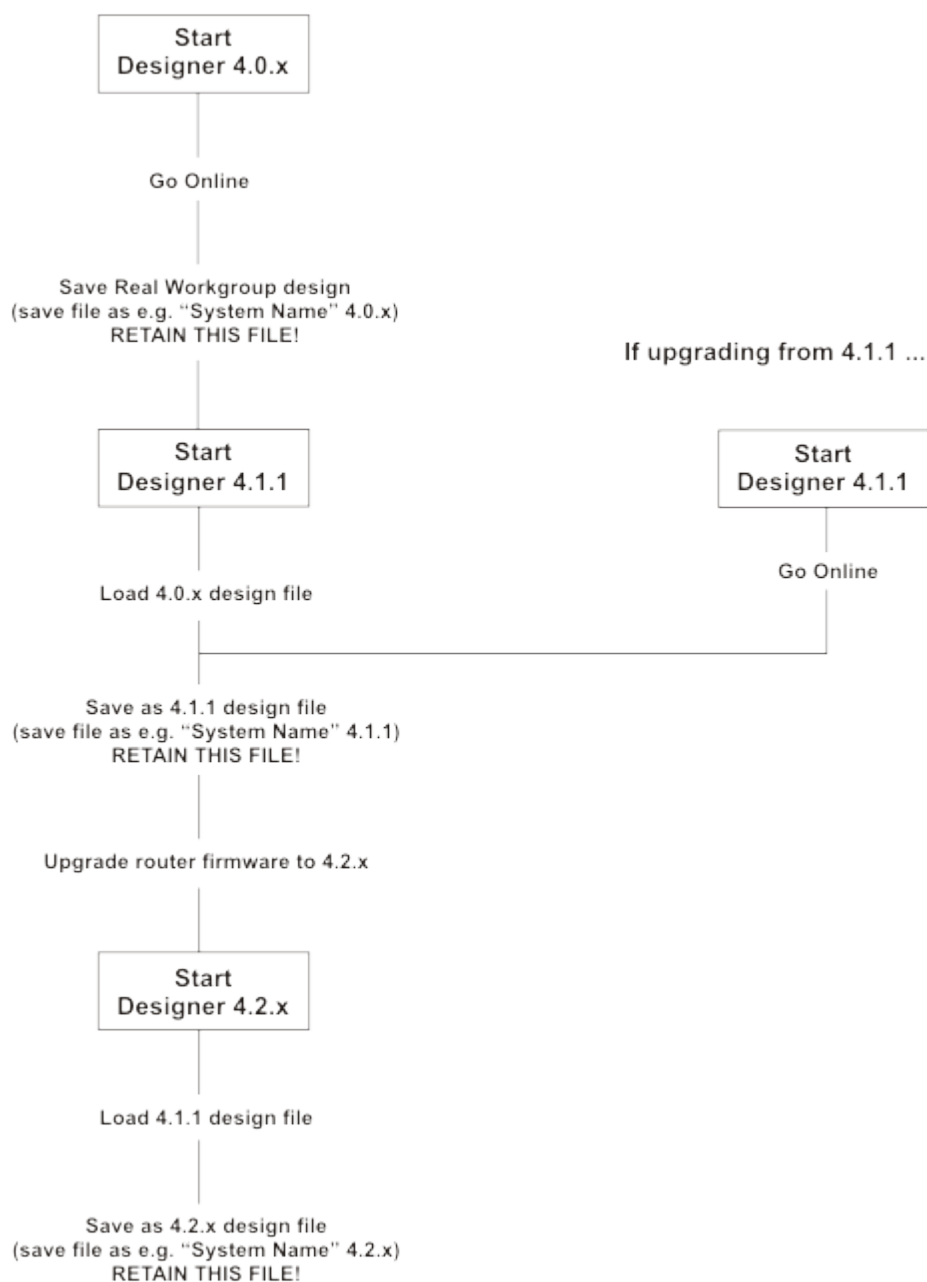 Start
Designer 4.0.x
Go Online
Save Real Workgroup design
(save file as e.g. “System Name” 4.0.x)
RETAIN THIS FILE!
If upgrading from 4.1.1 ...
Start
Designer 4.1.1
Start
Designer 4.1.1
Go Online
Load 4.0.x design file
Save as 4.1.1 design file
(save file as e.g. “System Name” 4.1.1)
RETAIN THIS FILE!
Upgrade router firmware to 4.2.x
Start
Designer 4.2.x
Load 4.1.1 design file
Save as 4.2.x design file
(save file as e.g. “System Name” 4.2.x)
RETAIN THIS FILE!